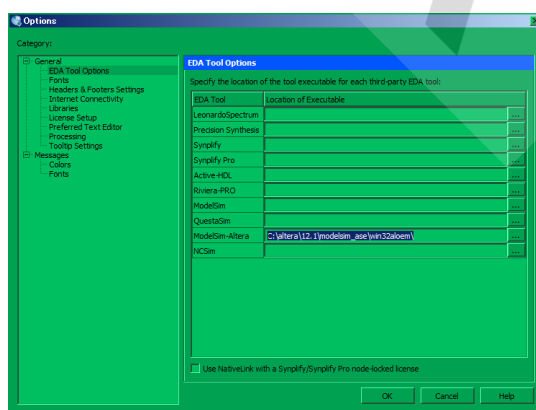 Options
Category:
General
EDA Tool Options
Fonts
Headers & Footers Settings
Internet Connectivity
Libraries
License Setup
Preferred Text Editor
Processing
Tooltip Settings
Messages
Colors
Fonts
EDA Tool Options
Specify the location of the tool executable for each third-party EDA tool:
EDA Tool Location of Executable
LeonardoSpectrum ...
Precision Synthesis ...
Synplify ...
Synplify Pro ...
Active-HDL ...
Riviera-PRO ...
ModelSim ...
QuestaSim ...
ModelSim-Altera C:\altera\12.1\modelsim_ase\win32aloem\ ...
NCSim ...
Use NativeLink with a Synplify/Synplify Pro node-locked license
OK Cancel Help